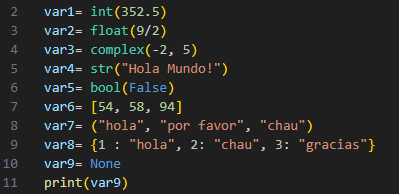 2 var1= int(352.5)
3 var2= float(9/2)
4 var3= complex(-2, 5)
5 var4= str("Hola Mundo!")
6 var5= bool(False)
7 var6= [54, 58, 94]
8 var7= ("hola", "por favor", "chau")
9 var8= {1 : "hola", 2: "chau", 3: "gracias"}
10 var9= None
11 print(var9)